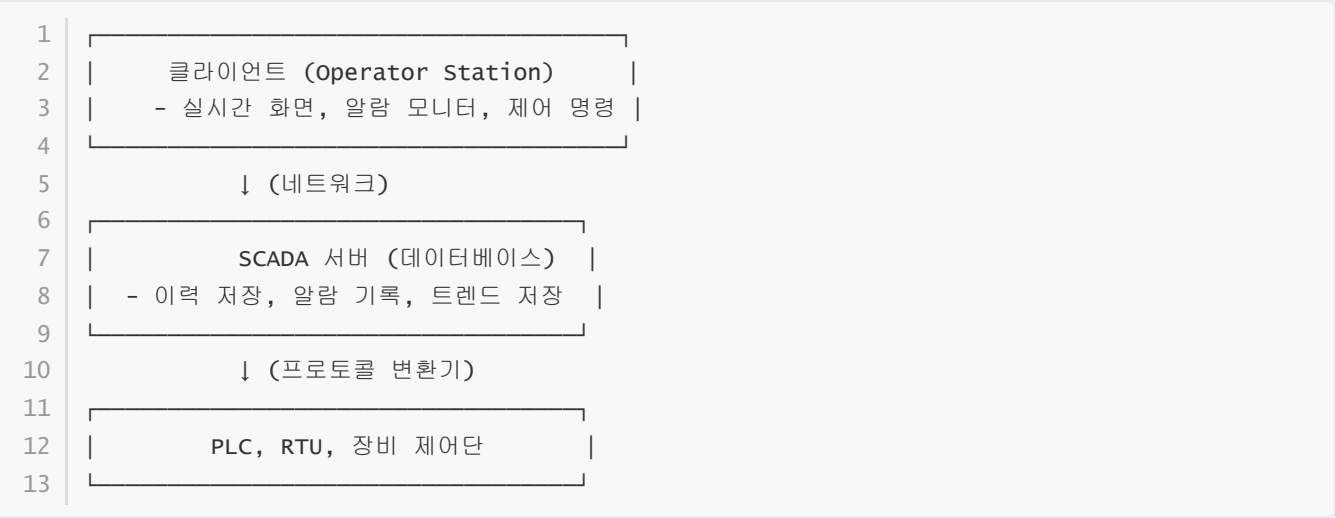 1 ┌─────────────────────────────────────┐
2 |     클라이언트 (Operator Station)     |
3 |    - 실시간 화면, 알람 모니터, 제어 명령 |
4 └─────────────────────────────────────┘
5           ↓ (네트워크)
6 ┌──────────────────────────────────┐
7 |          SCADA 서버 (데이터베이스)  |
8 |  - 이력 저장, 알람 기록, 트렌드 저장  |
9 └──────────────────────────────────┘
10           ↓ (프로토콜 변환기)
11 ┌──────────────────────────────────┐
12 |        PLC, RTU, 장비 제어단       |
13 └──────────────────────────────────┘